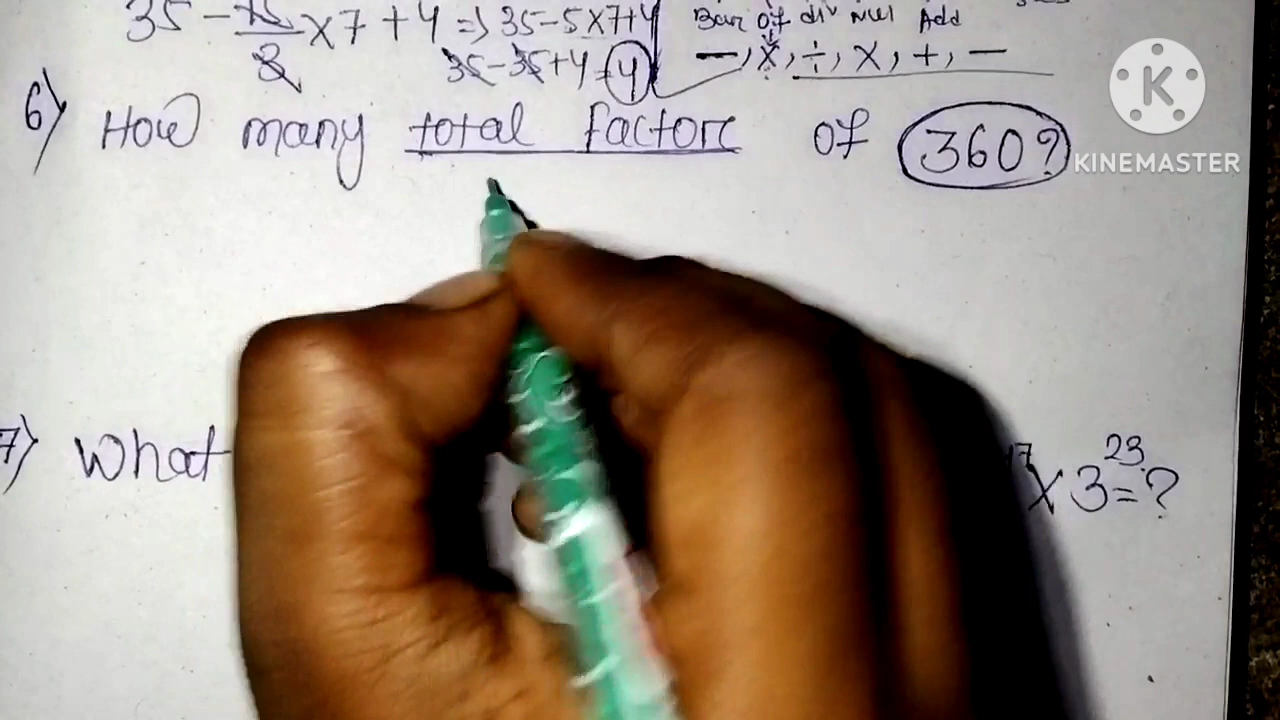 35 - 15/3 x 7 + 4 => 35 - 5 x 7 + 4
Bar Of div Mul Add
35 - 35 + 4 = 4
—, x, ÷, x, +, —
6) How many total factors of 360?
KINEMASTER
7) What
17 x 3^23 = ?